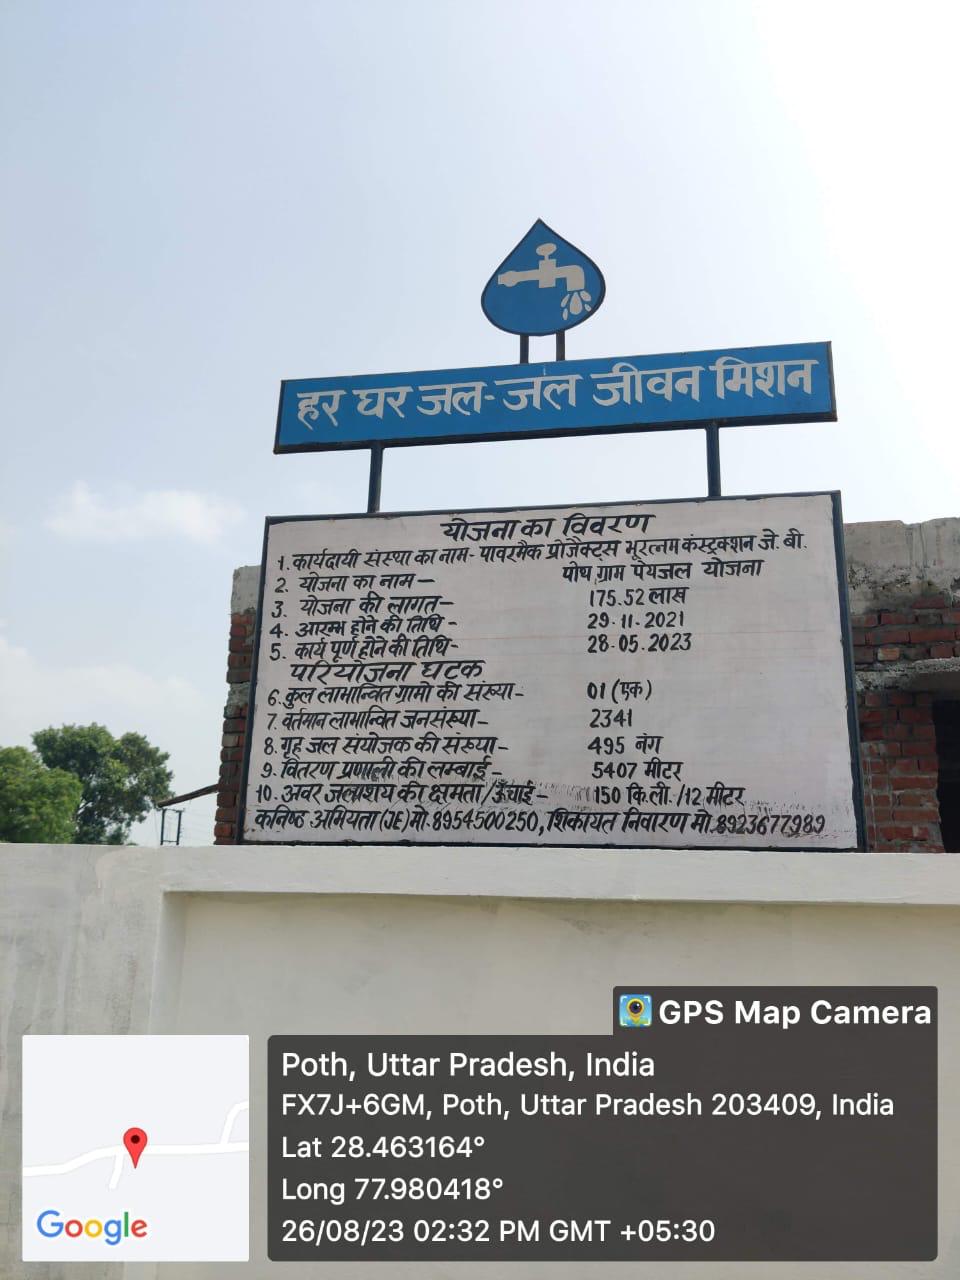 हर घर जल-जल जीवन मिशन
योजना का विवरण
1. कार्यदायी संस्था का नाम- पावरमैक प्रोजेक्ट्स भूरत्नम कंस्ट्रक्शन जे. बी.
2. योजना का नाम— पोथ ग्राम पेयजल योजना
3. योजना की लागत— 175.52 लाख
4. आरम्भ होने की तिथि - 29-11-2021
5. कार्य पूर्ण होने की तिथि- 28-05-2023
परियोजना घटक
6. कुल लाभान्वित ग्रामो की संख्या- 01 (एक)
7. वर्तमान लाभान्वित जनसंख्या- 2341
8. गृह जल संयोजक की संख्या- 495 नंग
9. वितरण प्रणाली की लम्बाई- 5407 मीटर
10. अवर जलाशय की क्षमता/ऊंचाई- 150 कि.ली./12 मीटर
कनिष्ठ अभियता (JE) मो. 8954500250, शिकायत निवारण मो. 8923677989
GPS Map Camera
Poth, Uttar Pradesh, India
FX7J+6GM, Poth, Uttar Pradesh 203409, India
Lat 28.463164°
Long 77.980418°
26/08/23 02:32 PM GMT +05:30
Google